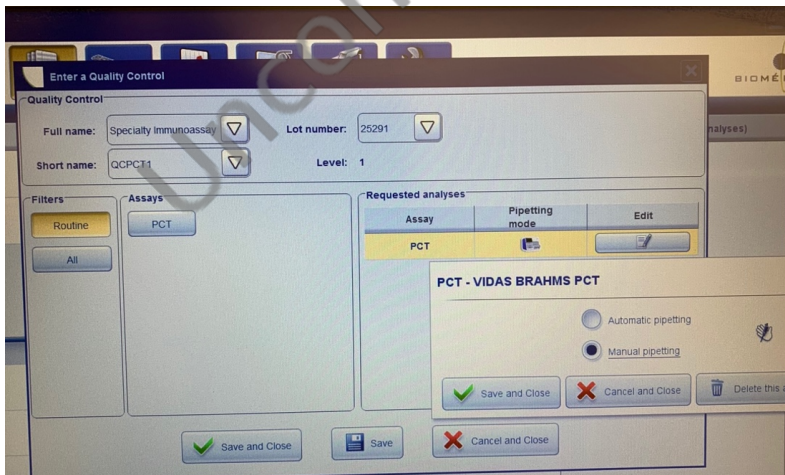 Enter a Quality Control
BIOMÉ
Quality Control
Full name: Specialty Immunoassay Lot number: 25291
nalyses)
Short name: QCPCT1 Level: 1
Filters
Assays
Requested analyses
Routine
PCT
Assay Pipetting mode Edit
All
PCT
PCT - VIDAS BRAHMS PCT
Automatic pipetting
Manual pipetting
Save and Close Cancel and Close Delete this a
Save and Close Save Cancel and Close